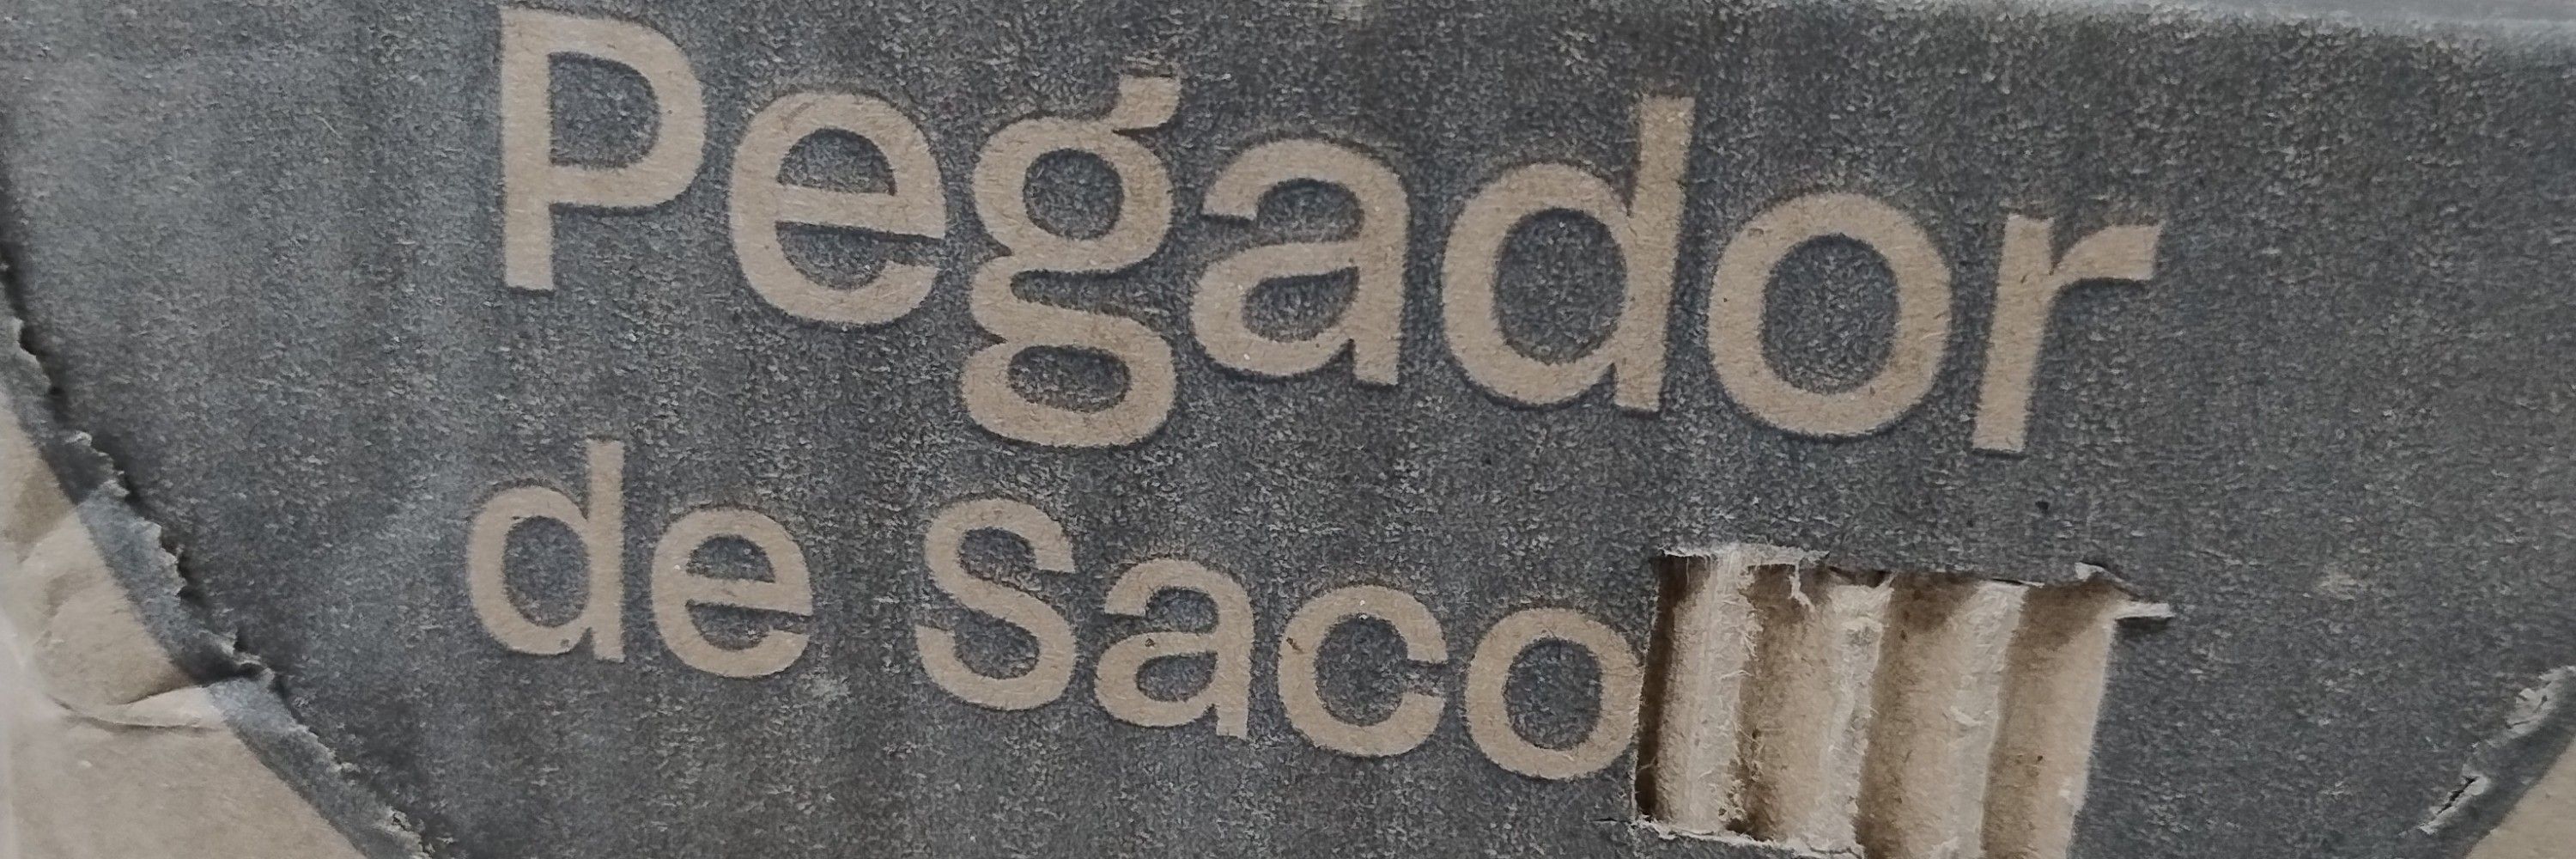 Pegador
de Saco